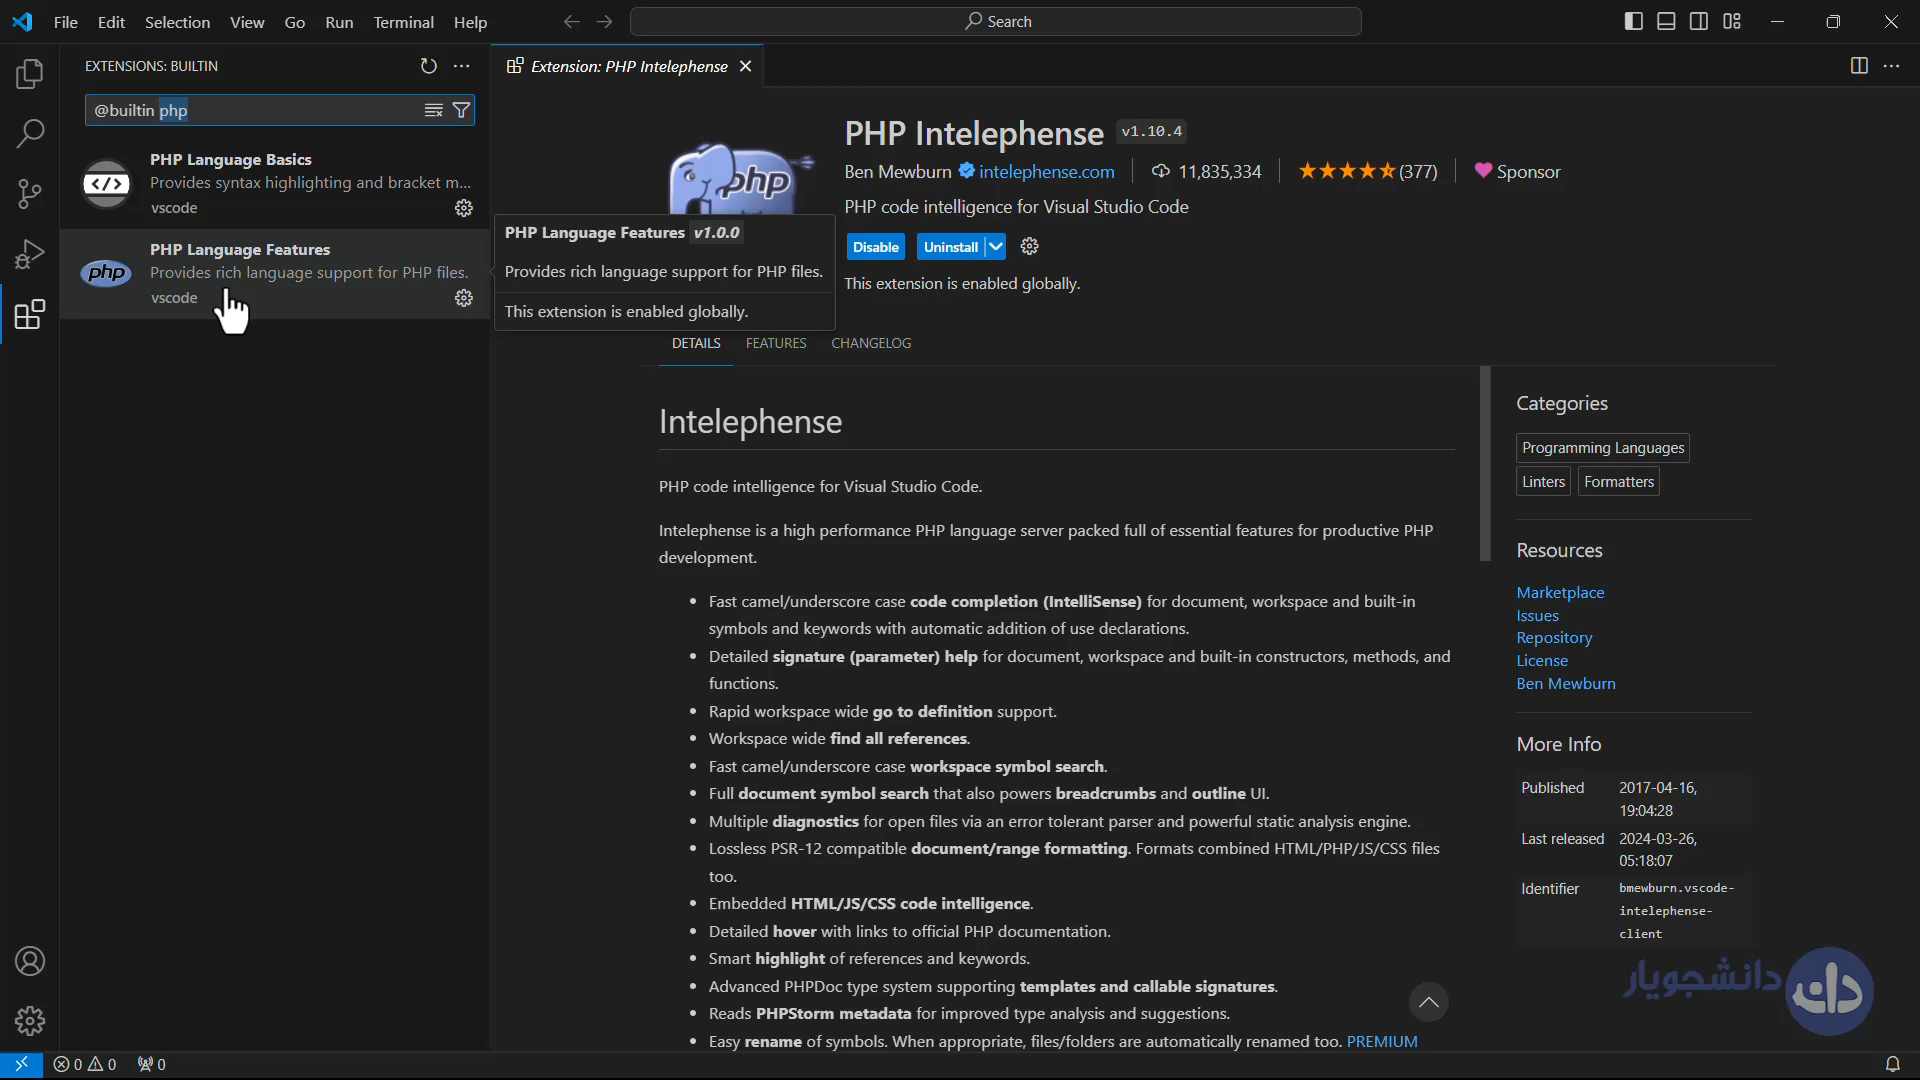 File Edit Selection View Go Run Terminal Help
Search
EXTENSIONS: BUILTIN
@builtin php
PHP Language Basics
Provides syntax highlighting and bracket m...
vscode
PHP Language Features
Provides rich language support for PHP files.
vscode
Extension: PHP Intelephense
PHP Intelephense v1.10.4
Ben Mewburn intelephense.com 11,835,334 (377) Sponsor
PHP code intelligence for Visual Studio Code
Disable Uninstall
This extension is enabled globally.
php
php
PHP Language Features v1.0.0
Provides rich language support for PHP files.
This extension is enabled globally.
DETAILS FEATURES CHANGELOG
Intelephense
PHP code intelligence for Visual Studio Code.
Intelephense is a high performance PHP language server packed full of essential features for productive PHP
development.
• Fast camel/underscore case code completion (IntelliSense) for document, workspace and built-in
symbols and keywords with automatic addition of use declarations.
• Detailed signature (parameter) help for document, workspace and built-in constructors, methods, and
functions.
• Rapid workspace wide go to definition support.
• Workspace wide find all references.
• Fast camel/underscore case workspace symbol search.
• Full document symbol search that also powers breadcrumbs and outline UI.
• Multiple diagnostics for open files via an error tolerant parser and powerful static analysis engine.
• Lossless PSR-12 compatible document/range formatting. Formats combined HTML/PHP/JS/CSS files
too.
• Embedded HTML/JS/CSS code intelligence.
• Detailed hover with links to official PHP documentation.
• Smart highlight of references and keywords.
• Advanced PHPDoc type system supporting templates and callable signatures.
• Reads PHPStorm metadata for improved type analysis and suggestions.
• Easy rename of symbols. When appropriate, files/folders are automatically renamed too. PREMIUM
Categories
Programming Languages
Linters Formatters
Resources
Marketplace
Issues
Repository
License
Ben Mewburn
More Info
Published 2017-04-16,
19:04:28
Last released 2024-03-26,
05:18:07
Identifier bmewburn.vscode-
intelephense-
client
دانشجویار
0 0 0